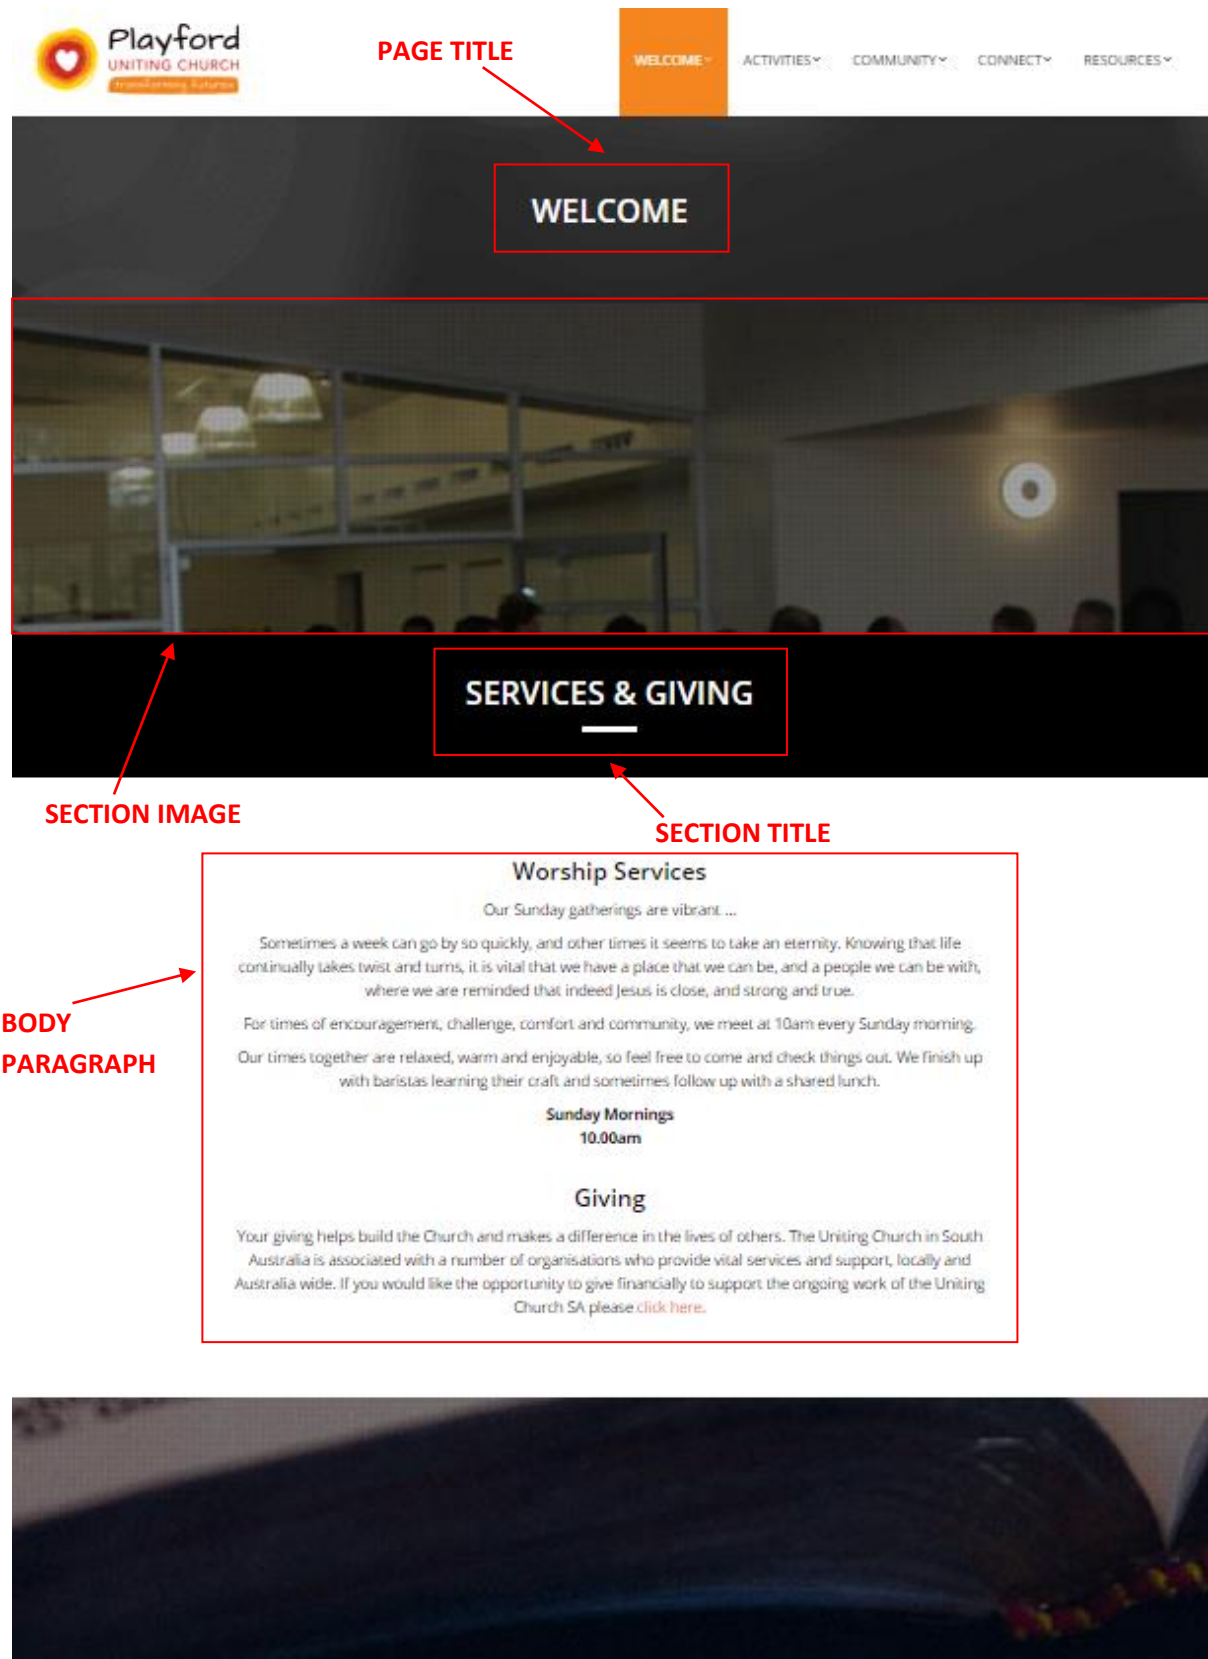 Playford
UNITING CHURCH
transforming futures
PAGE TITLE
WELCOME
ACTIVITIES
COMMUNITY
CONNECT
RESOURCES
WELCOME
SERVICES & GIVING
SECTION IMAGE
SECTION TITLE
Worship Services
Our Sunday gatherings are vibrant ...
Sometimes a week can go by so quickly, and other times it seems to take an eternity. Knowing that life
continually takes twist and turns, it is vital that we have a place that we can be, and a people we can be with,
where we are reminded that indeed Jesus is close, and strong and true.
BODY
PARAGRAPH
For times of encouragement, challenge, comfort and community, we meet at 10am every Sunday morning.
Our times together are relaxed, warm and enjoyable, so feel free to come and check things out. We finish up
with baristas learning their craft and sometimes follow up with a shared lunch.
Sunday Mornings
10.00am
Giving
Your giving helps build the Church and makes a difference in the lives of others. The Uniting Church in South
Australia is associated with a number of organisations who provide vital services and support, locally and
Australia wide. If you would like the opportunity to give financially to support the ongoing work of the Uniting
Church SA please click here.